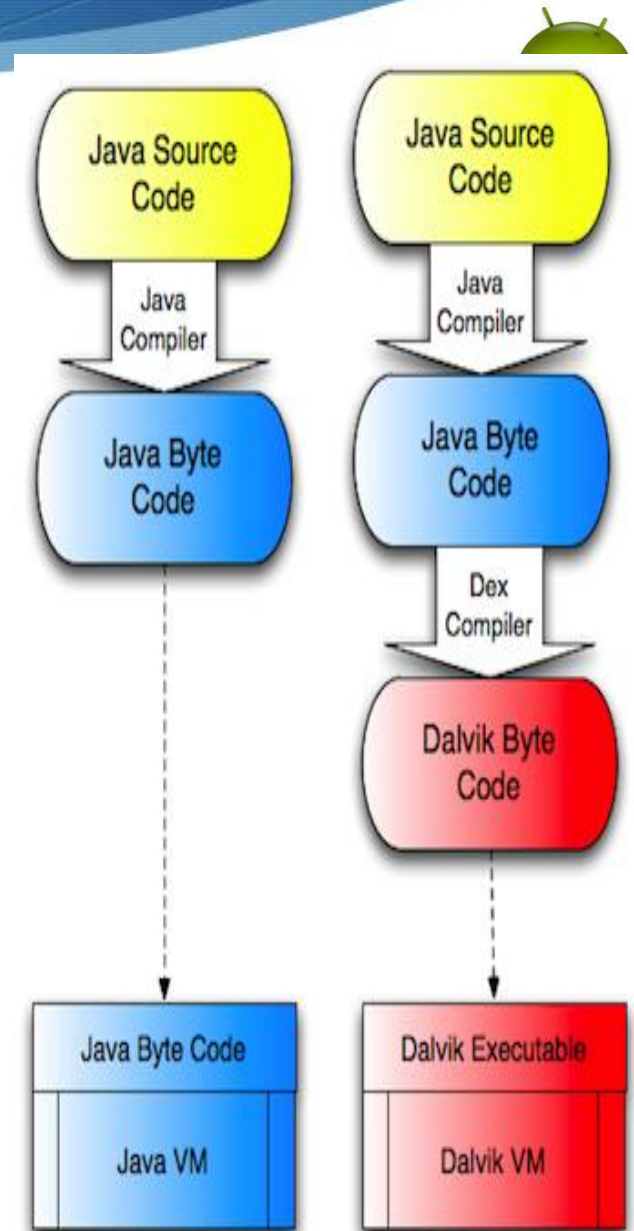 Java Source
Code
Java
Compiler
Java Byte
Code
Java Byte Code
Java VM
Java Source
Code
Java
Compiler
Java Byte
Code
Dex
Compiler
Dalvik Byte
Code
Dalvik Executable
Dalvik VM